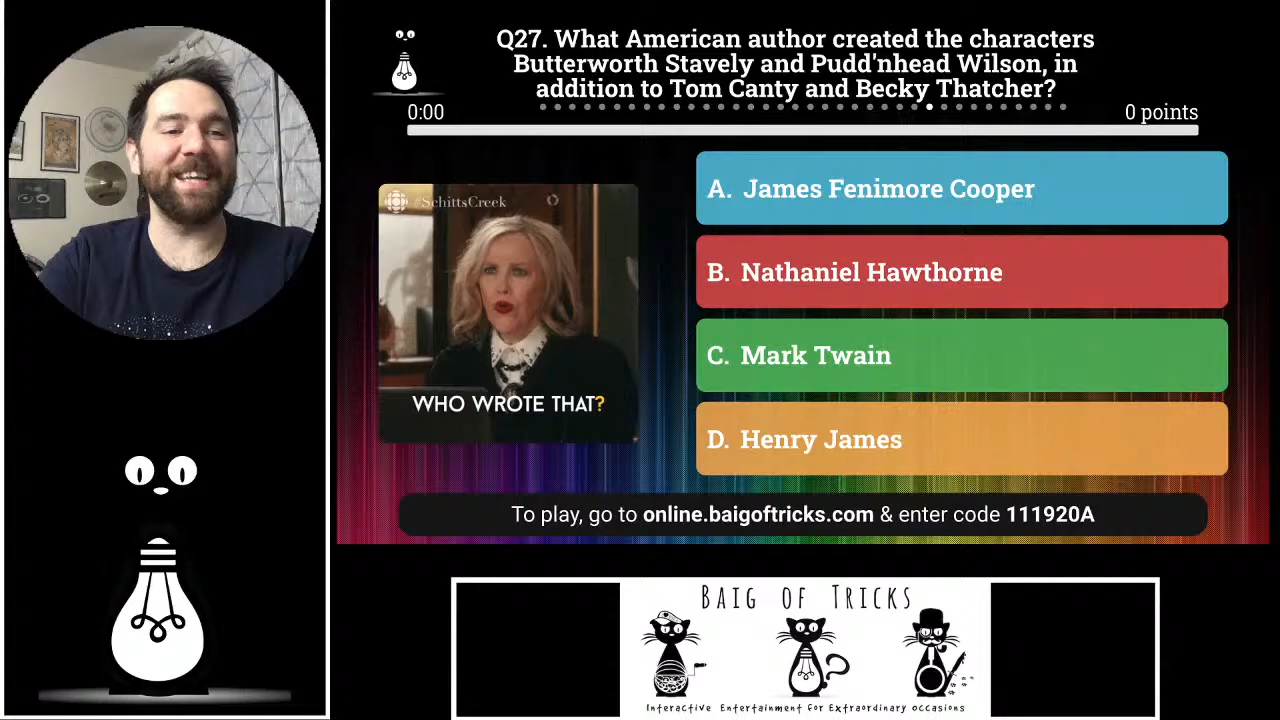 Q27. What American author created the characters
Butterworth Stavely and Pudd'nhead Wilson, in
addition to Tom Canty and Becky Thatcher?
0:00
0 points
#SchittsCreek
WHO WROTE THAT?
A. James Fenimore Cooper
B. Nathaniel Hawthorne
C. Mark Twain
D. Henry James
To play, go to online.baigoftricks.com & enter code 111920A
BAIG OF TRICKS
Interactive Entertainment for Extraordinary Occasions